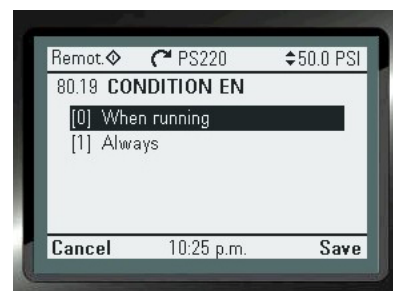 Remot. PS220 50.0 PSI
80.19 CONDITION EN
[0] When running
[1] Always
Cancel 10:25 p.m. Save